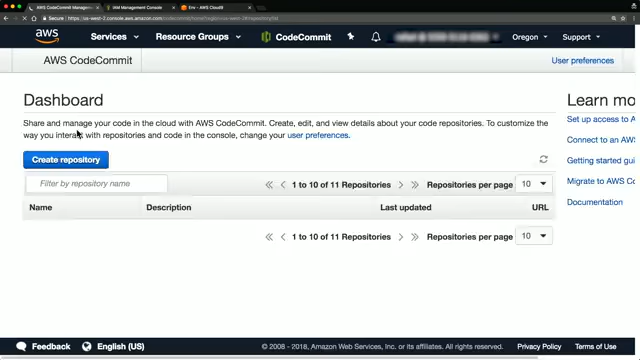 AWS CodeCommit Managem
IAM Management Console
Env - AWS Cloud9
Secure
aws
Services
Resource Groups
CodeCommit
Oregon
Support
AWS CodeCommit
User preferences
Dashboard
Learn mo
Share and manage your code in the cloud with AWS CodeCommit. Create, edit, and view details about your code repositories. To customize the
way you interact with repositories and code in the console, change your user preferences.
Set up access to A
Connect to an AW
Create repository
Getting started gui
Filter by repository name
1 to 10 of 11 Repositories
Repositories per page
10
Migrate to AWS Co
Documentation
Name
Description
Last updated
URL
1 to 10 of 11 Repositories
Repositories per page
10
Feedback
English (US)
© 2008 - 2018, Amazon Web Services, Inc. or its affiliates. All rights reserved.
Privacy Policy
Terms of Use